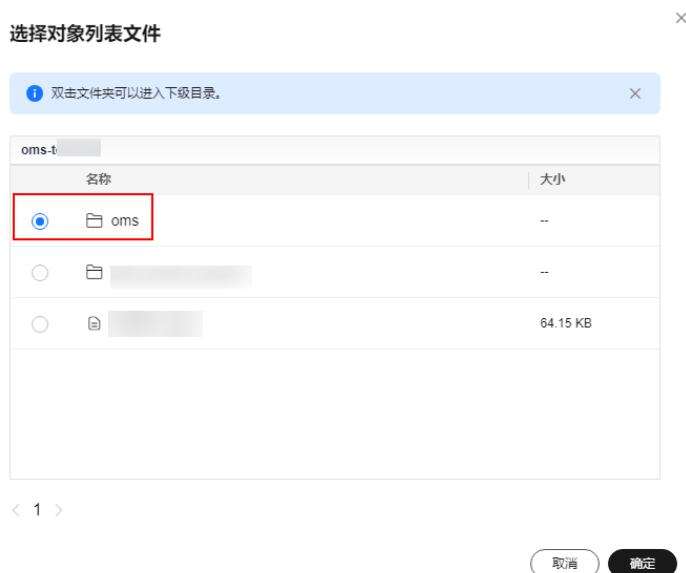 选择对象列表文件
双击文件夹可以进入下级目录。
oms-t
名称 大小
oms --
--
64.15 KB
1
取消 确定